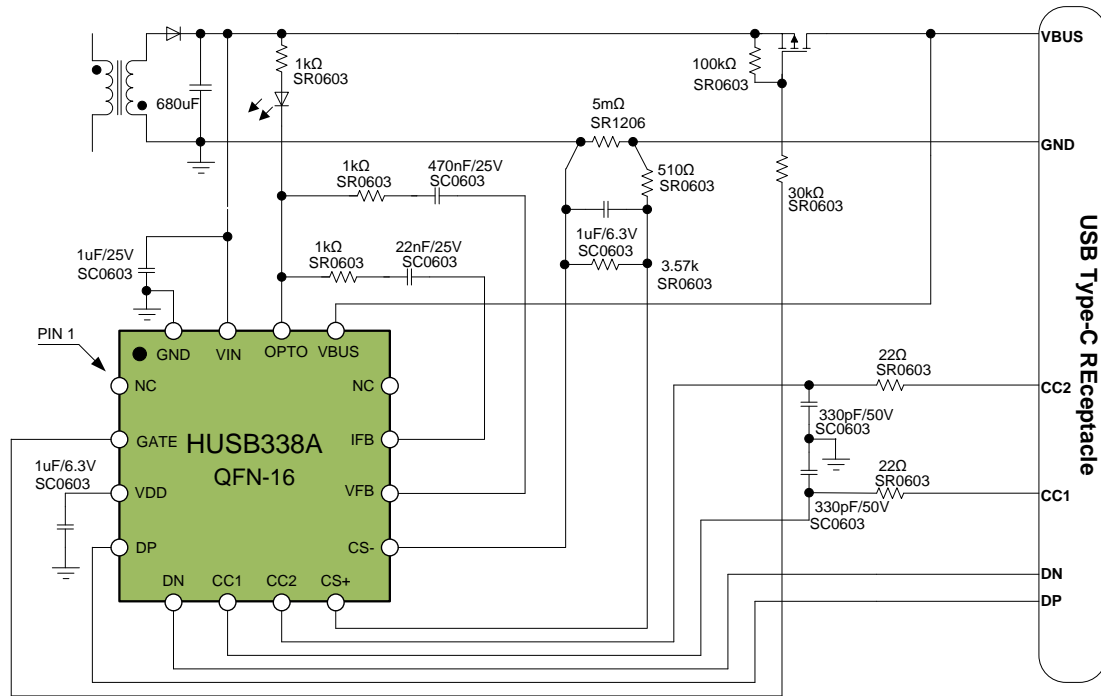 VBUS
1kΩ
SR0603
100kΩ
SR0603
680uF
5mΩ
SR1206
GND
1kΩ
SR0603
470nF/25V
SC0603
510Ω
SR0603
30kΩ
SR0603
1uF/25V
SC0603
1kΩ
SR0603
22nF/25V
SC0603
1uF/6.3V
SC0603
3.57k
SR0603
USB Type-C REceptacle
PIN 1
GND
VIN
OPTO
VBUS
NC
NC
22Ω
SR0603
CC2
GATE
HUSB338A
QFN-16
IFB
330pF/50V
SC0603
1uF/6.3V
SC0603
VDD
VFB
22Ω
SR0603
CC1
330pF/50V
SC0603
DP
CS-
DN
CC1
CC2
CS+
DN
DP